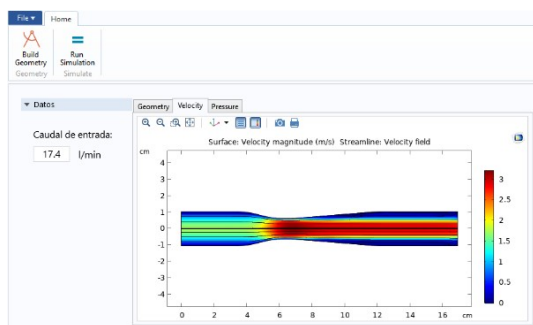 File Home
Build Geometry
Run Simulation
Geometry Simulate
Datos
Geometry Velocity Pressure
Caudal de entrada:
17.4 l/min
Surface: Velocity magnitude (m/s) Streamline: Velocity field
cm
4
3
2
1
0
-1
-2
-3
-4
0 2 4 6 8 10 12 14 16 cm
3
2.5
2
1.5
1
0.5
0